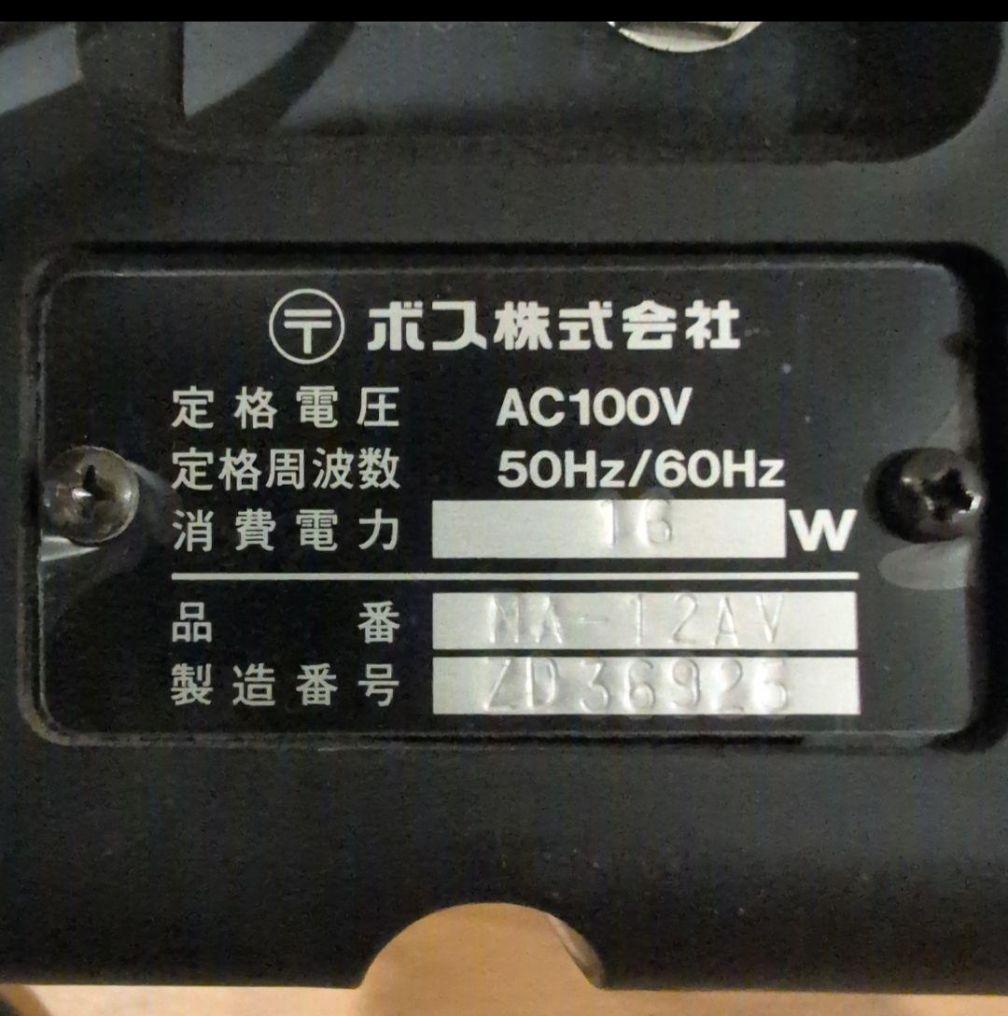 〒 ボス株式会社
定格電圧 AC100V
定格周波数 50Hz/60Hz
消費電力 16 W
品番 MA-12AV
製造番号 ZD36925